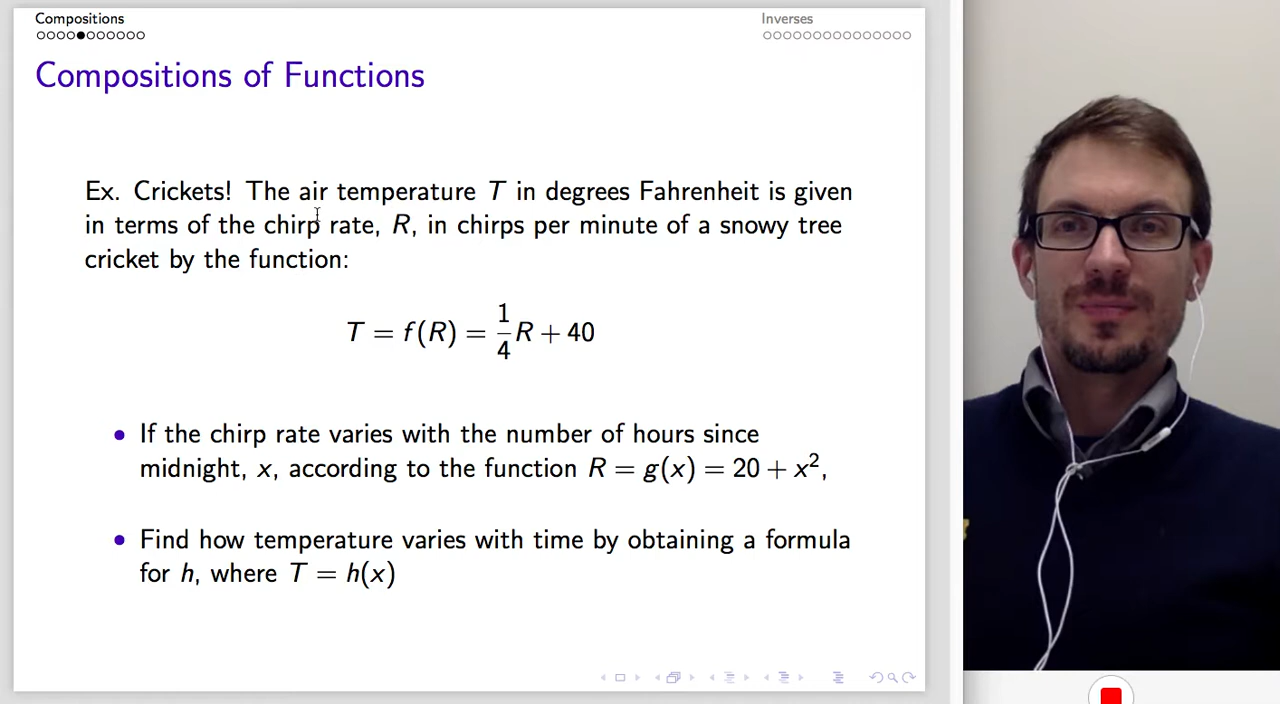 Compositions
Inverses
Compositions of Functions
Ex. Crickets! The air temperature T in degrees Fahrenheit is given
in terms of the chirp rate, R, in chirps per minute of a snowy tree
cricket by the function:
T = f(R) = 1/4 R + 40
• If the chirp rate varies with the number of hours since
midnight, x, according to the function R = g(x) = 20 + x²,
• Find how temperature varies with time by obtaining a formula
for h, where T = h(x)